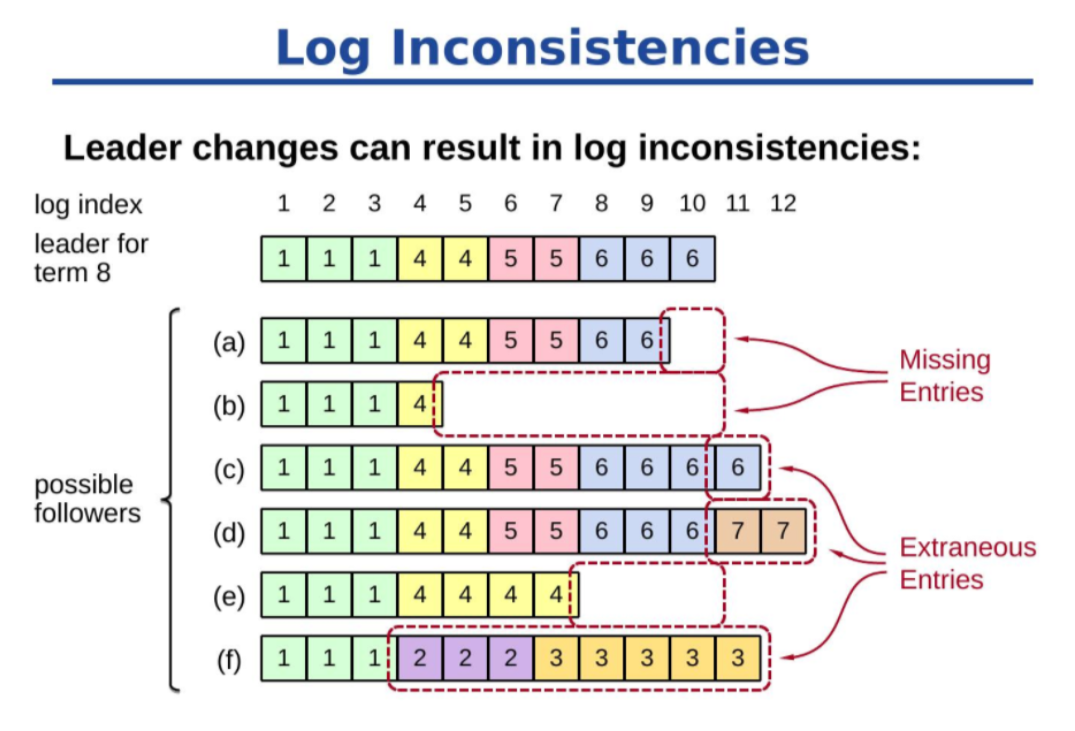 Log Inconsistencies
Leader changes can result in log inconsistencies:
log index 1 2 3 4 5 6 7 8 9 10 11 12
leader for
term 8
1 1 1 4 4 5 5 6 6 6
(a) 1 1 1 4 4 5 5 6 6
Missing
Entries
(b) 1 1 1 4
(c) 1 1 1 4 4 5 5 6 6 6 6
possible
followers
(d) 1 1 1 4 4 5 5 6 6 6 7 7
Extraneous
Entries
(e) 1 1 1 4 4 4 4
(f) 1 1 1 2 2 2 3 3 3 3 3